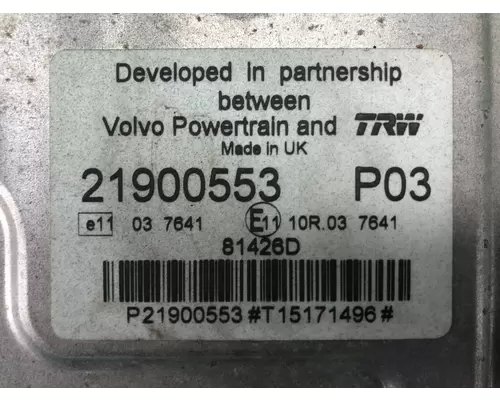 Developed in partnership
between
Volvo Powertrain and TRW
Made in UK
21900553 P03
e11 03 7641 E11 10R.03 7641
81426D
P21900553#T15171496#